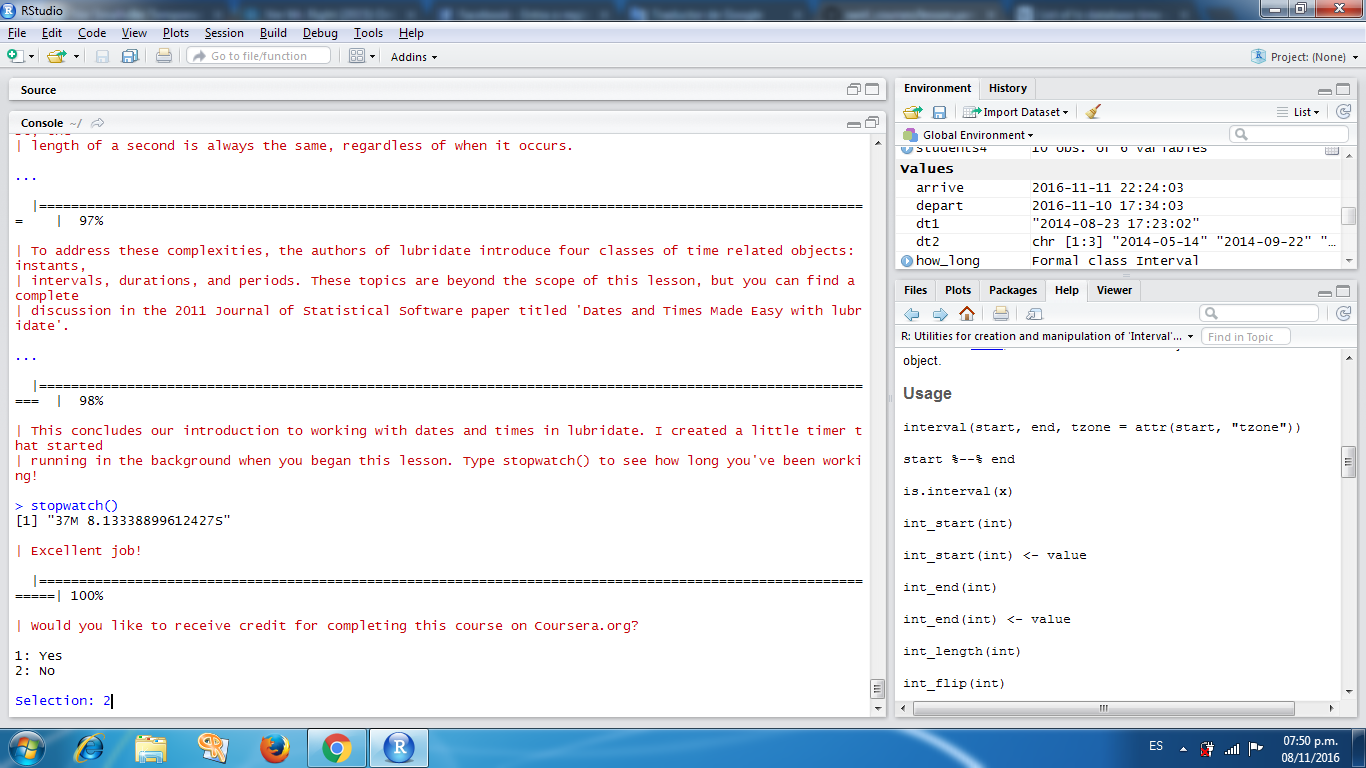 RStudio
File Edit Code View Plots Session Build Debug Tools Help
Go to file/function
Addins
Project: (None)
Source
Console ~/
| length of a second is always the same, regardless of when it occurs.
...
|=========================================================================================================
= | 97%
| To address these complexities, the authors of lubridate introduce four classes of time related objects:
instants,
| intervals, durations, and periods. These topics are beyond the scope of this lesson, but you can find a
complete
| discussion in the 2011 Journal of Statistical Software paper titled 'Dates and Times Made Easy with lubr
idate'.
...
|=========================================================================================================
=== | 98%
| This concludes our introduction to working with dates and times in lubridate. I created a little timer t
hat started
| running in the background when you began this lesson. Type stopwatch() to see how long you've been worki
ng!
> stopwatch()
[1] "37M 8.13338899612427S"
| Excellent job!
|=========================================================================================================
=====| 100%
| Would you like to receive credit for completing this course on Coursera.org?
1: Yes
2: No
Selection: 2
Environment History
Import Dataset
List
Global Environment
students4 10 obs. of 6 variables
Values
arrive 2016-11-11 22:24:03
depart 2016-11-10 17:34:03
dt1 "2014-08-23 17:23:02"
dt2 chr [1:3] "2014-05-14" "2014-09-22" "…
how_long Formal class Interval
Files Plots Packages Help Viewer
R: Utilities for creation and manipulation of 'Interval'...
Find in Topic
object.
Usage
interval(start, end, tzone = attr(start, "tzone"))
start %--% end
is.interval(x)
int_start(int)
int_start(int) <- value
int_end(int)
int_end(int) <- value
int_length(int)
int_flip(int)
ES
07:50 p.m.
08/11/2016